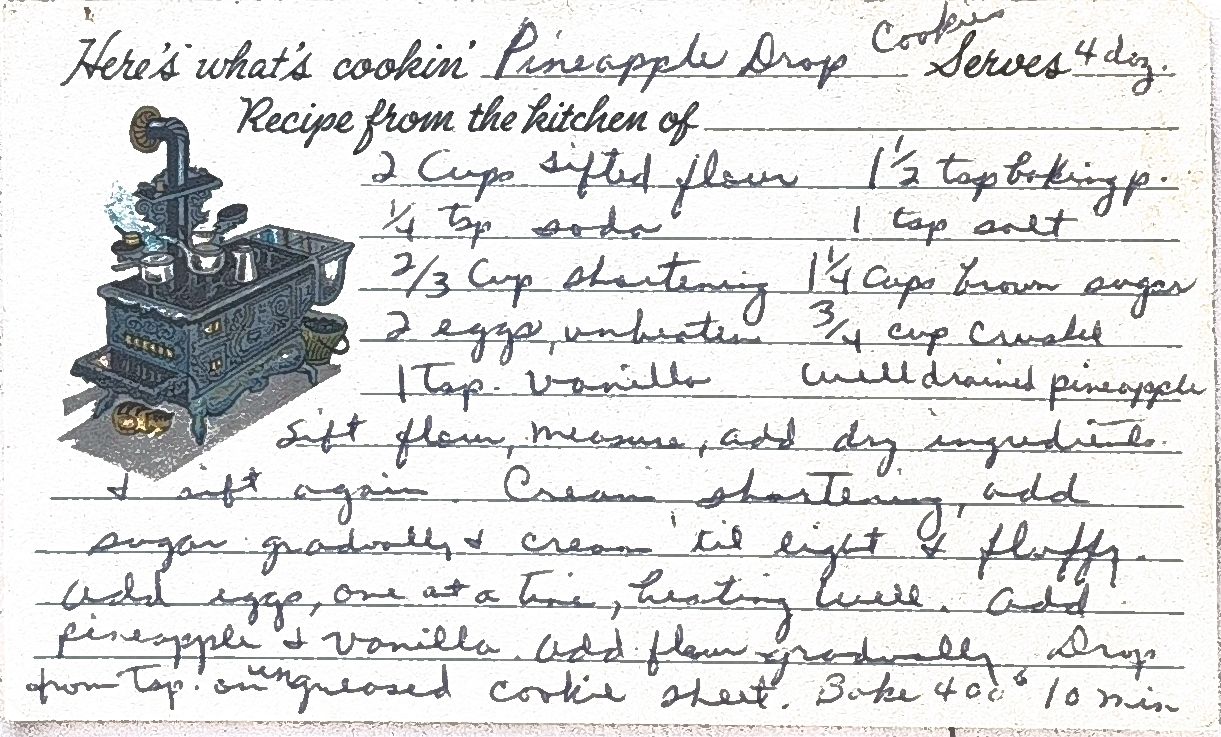 Here's what's cookin' Pineapple Drop Cookies Serves 4 doz.
Recipe from the kitchen of
2 Cups sifted flour 1 1/2 tsp baking p.
1/4 tsp soda 1 tsp salt
2/3 Cup shortening 1 1/4 cups brown sugar
2 eggs, unbeaten 3/4 cup crushed
1 Tsp. vanilla well drained pineapple
Sift flour, measure, add dry ingredients
& sift again. Cream shortening, add
sugar gradually & cream 'til light & fluffy.
Add eggs, one at a time, beating well. Add
pineapple & vanilla. Add flour gradually. Drop
from Tsp. on ungreased cookie sheet. Bake 400° 10 min